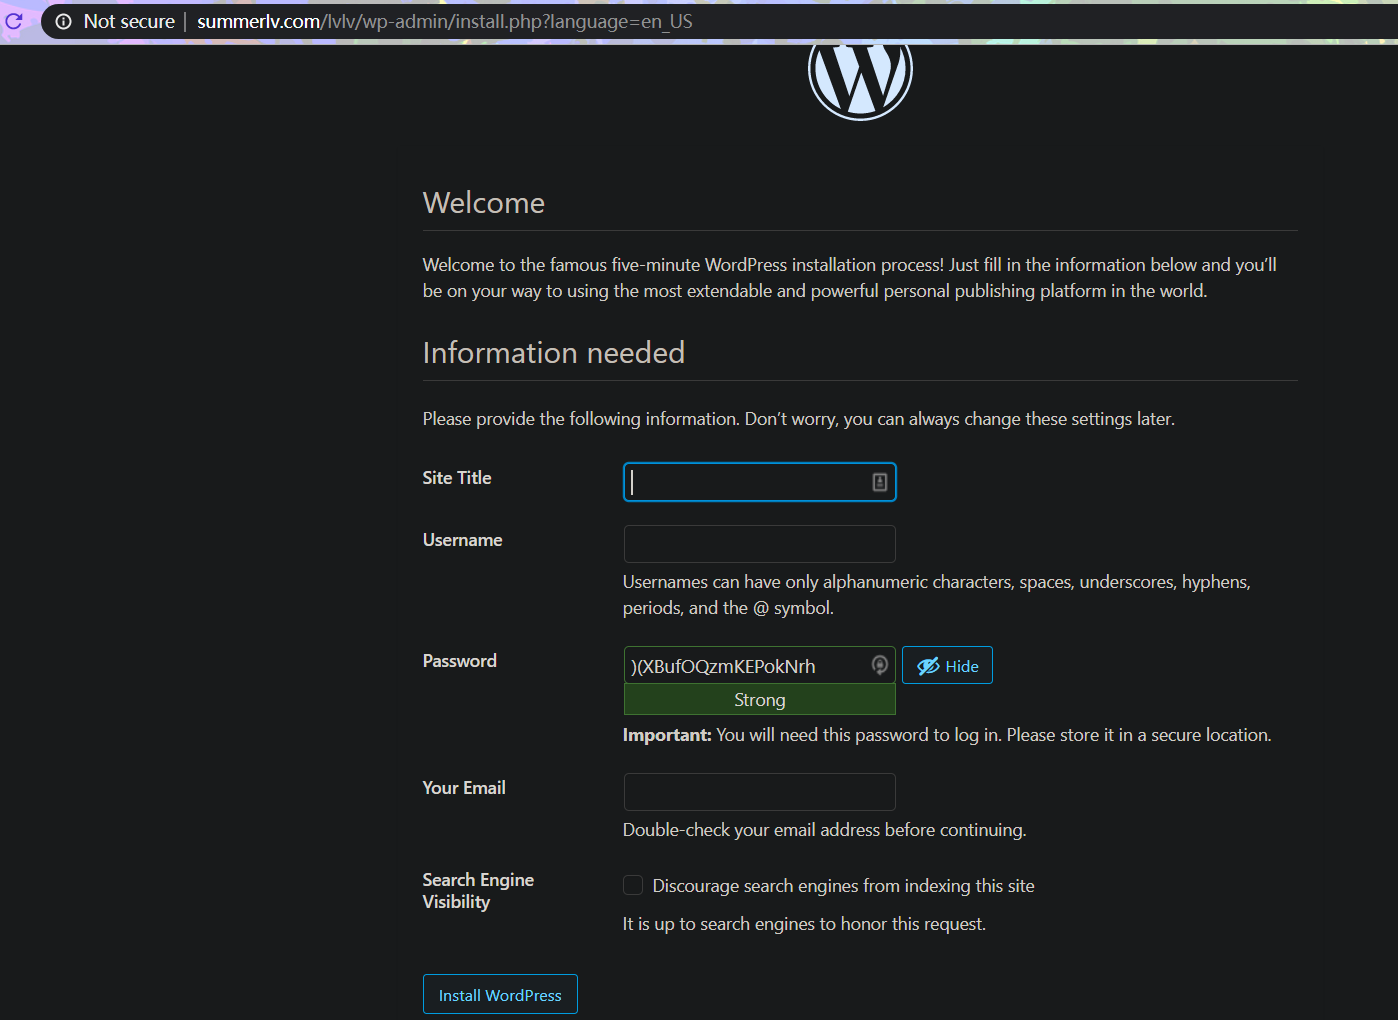 Not secure | summerlv.com/lvlv/wp-admin/install.php?language=en_US
Welcome
Welcome to the famous five-minute WordPress installation process! Just fill in the information below and you’ll
be on your way to using the most extendable and powerful personal publishing platform in the world.
Information needed
Please provide the following information. Don’t worry, you can always change these settings later.
Site Title
Username
Usernames can have only alphanumeric characters, spaces, underscores, hyphens,
periods, and the @ symbol.
Password
)(XBufOQzmKEPokNrh
Hide
Strong
Important: You will need this password to log in. Please store it in a secure location.
Your Email
Double-check your email address before continuing.
Search Engine
Visibility
Discourage search engines from indexing this site
It is up to search engines to honor this request.
Install WordPress